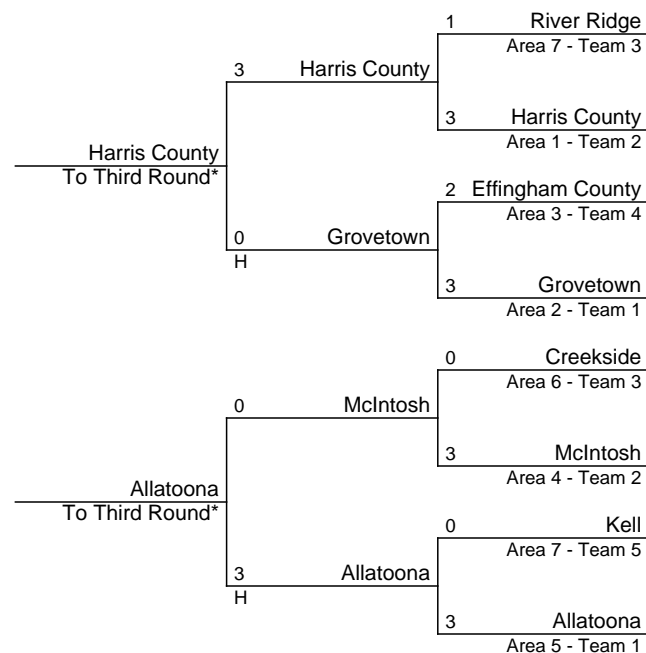 1 River Ridge
Area 7 - Team 3
3 Harris County
3 Harris County
Area 1 - Team 2
Harris County
To Third Round*
2 Effingham County
Area 3 - Team 4
0 Grovetown
H
3 Grovetown
Area 2 - Team 1
0 Creekside
Area 6 - Team 3
0 McIntosh
3 McIntosh
Area 4 - Team 2
Allatoona
To Third Round*
0 Kell
Area 7 - Team 5
3 Allatoona
H
3 Allatoona
Area 5 - Team 1